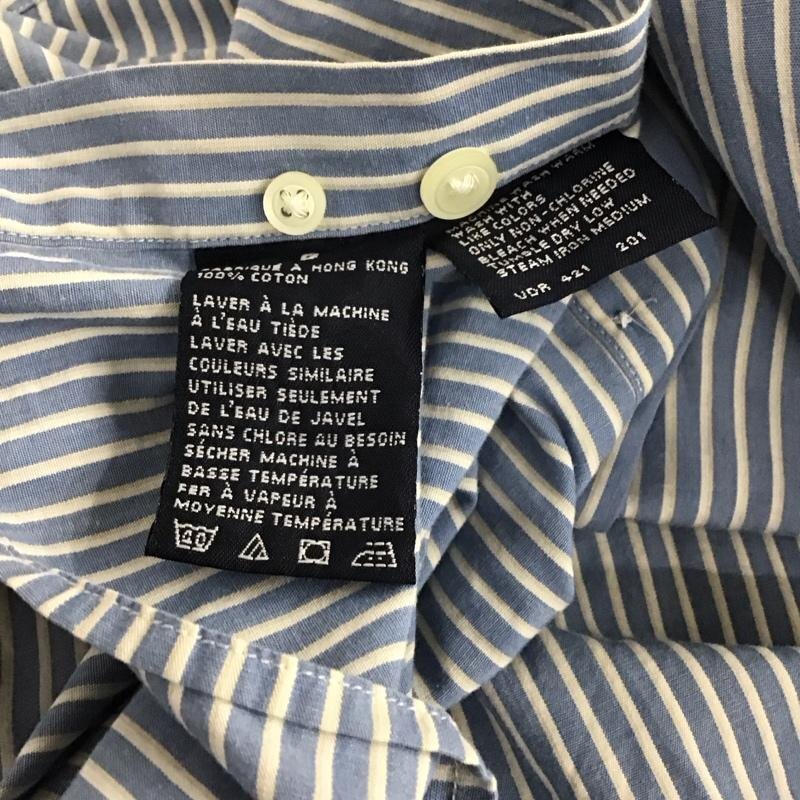 À HONG KONG
100% COTON
LAVER À LA MACHINE
À L'EAU TIÈDE
LAVER AVEC LES
COULEURS SIMILAIRE
UTILISER SEULEMENT
DE L'EAU DE JAVEL
SANS CHLORE AU BESOIN
SÉCHER MACHINE À
BASSE TEMPÉRATURE
FER À VAPEUR À
MOYENNE TEMPÉRATURE
40
WARM
WASH WITH
LIKE COLORS
ONLY NON-CHLORINE
BLEACH WHEN NEEDED
TUMBLE DRY LOW
STEAM IRON MEDIUM
VDR 421 201